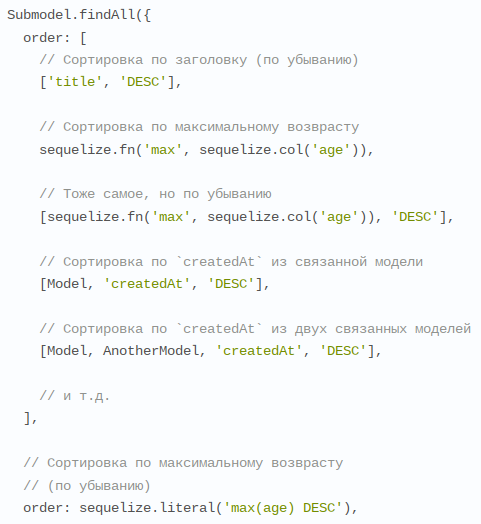 Submodel.findAll({
  order: [
    // Сортировка по заголовку (по убыванию)
    ['title', 'DESC'],

    // Сортировка по максимальному возврасту
    sequelize.fn('max', sequelize.col('age')),

    // Тоже самое, но по убыванию
    [sequelize.fn('max', sequelize.col('age')), 'DESC'],

    // Сортировка по `createdAt` из связанной модели
    [Model, 'createdAt', 'DESC'],

    // Сортировка по `createdAt` из двух связанных моделей
    [Model, AnotherModel, 'createdAt', 'DESC'],

    // и т.д.
  ],

  // Сортировка по максимальному возврасту
  // (по убыванию)
  order: sequelize.literal('max(age) DESC'),